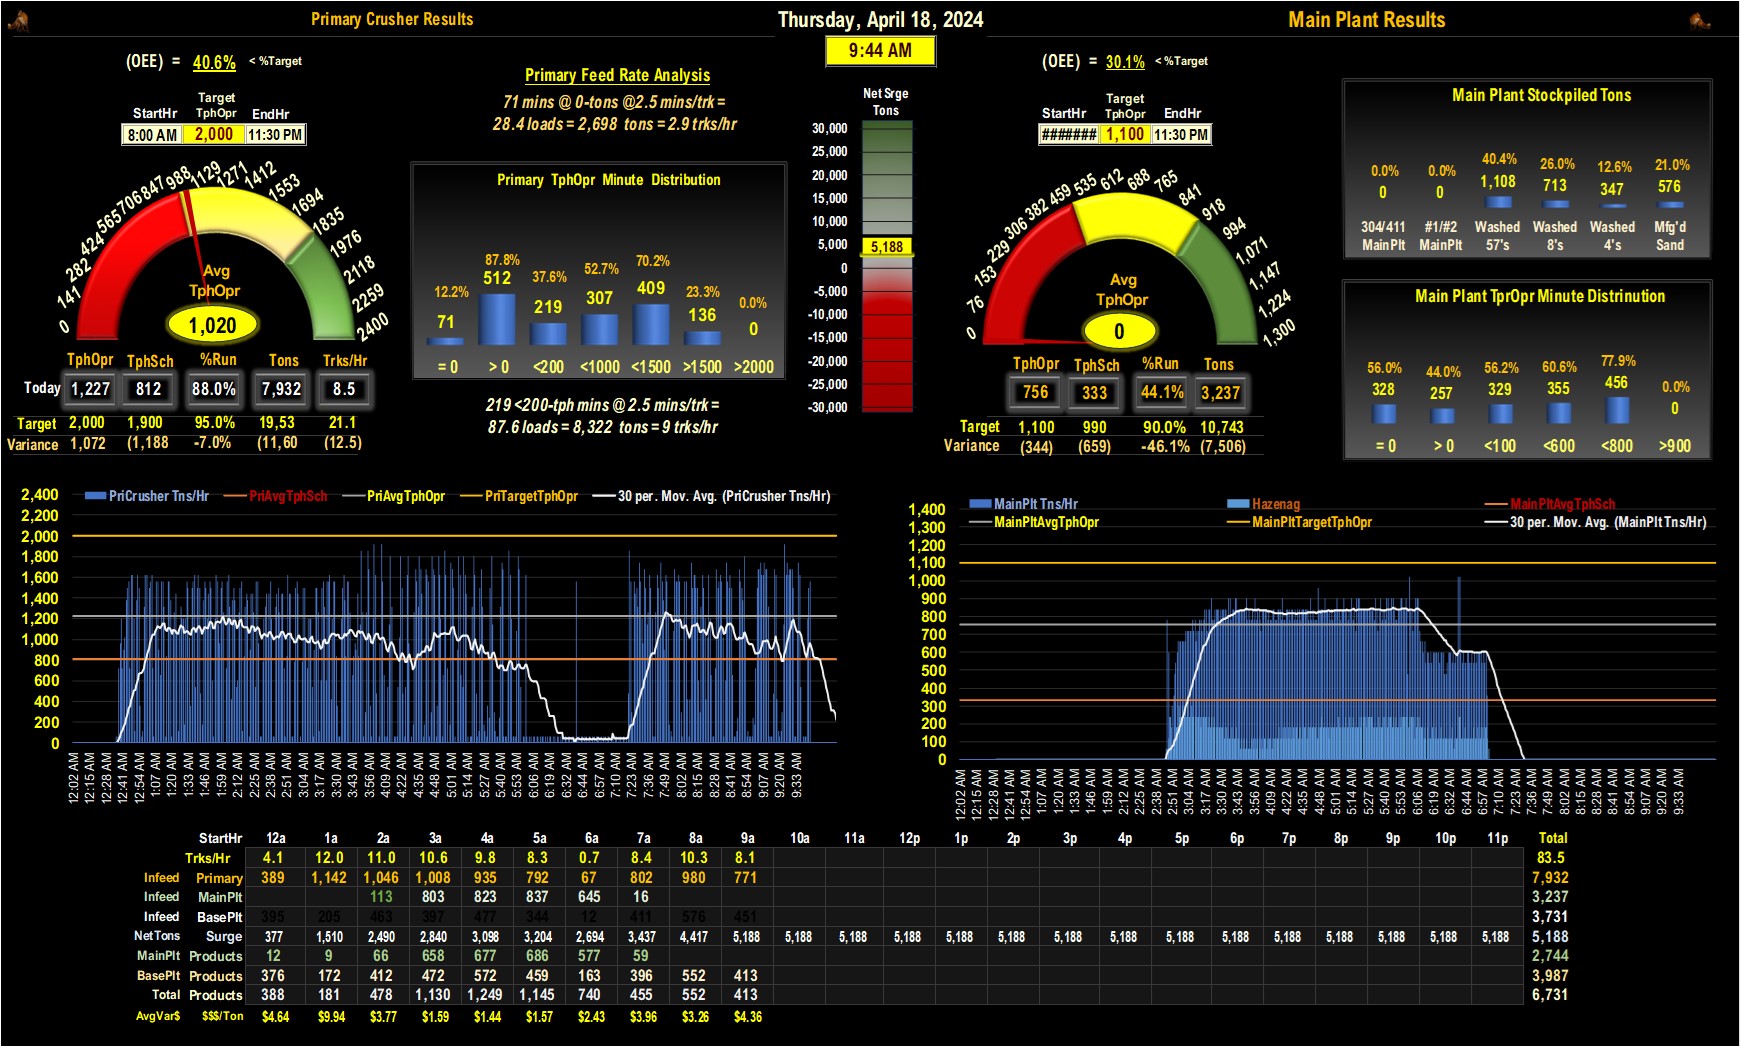 Primary Crusher Results
Thursday, April 18, 2024
Main Plant Results
9:44 AM
(OEE) = 40.6% < %Target
StartHr Target TphOpr EndHr
8:00 AM 2,000 11:30 PM
0 141 282 424 565 706 847 988 1129 1271 1412 1553 1694 1835 1976 2118 2259 2400
Avg
TphOpr
1,020
TphOpr TphSch %Run Tons Trks/Hr
Today 1,227 812 88.0% 7,932 8.5
Target 2,000 1,900 95.0% 19,53 21.1
Variance 1,072 (1,188 -7.0% (11,60 (12.5)
Primary Feed Rate Analysis
71 mins @ 0-tons @2.5 mins/trk =
28.4 loads = 2,698 tons = 2.9 trks/hr
Primary TphOpr Minute Distribution
12.2% 87.8% 37.6% 52.7% 70.2% 23.3% 0.0%
71 512 219 307 409 136 0
= 0 > 0 <200 <1000 <1500 >1500 >2000
219 <200-tph mins @ 2.5 mins/trk =
87.6 loads = 8,322 tons = 9 trks/hr
Net Srge
Tons
30,000
25,000
20,000
15,000
10,000
5,000
5,188
0
-5,000
-10,000
-15,000
-20,000
-25,000
-30,000
(OEE) = 30.1% < %Target
StartHr Target TphOpr EndHr
####### 1,100 11:30 PM
0 76 153 229 306 382 459 535 612 688 765 841 918 994 1,071 1,147 1,224 1,300
Avg
TphOpr
0
TphOpr TphSch %Run Tons
756 333 44.1% 3,237
Target 1,100 990 90.0% 10,743
Variance (344) (659) -46.1% (7,506)
Main Plant Stockpiled Tons
0.0% 0.0% 40.4% 26.0% 12.6% 21.0%
0 0 1,108 713 347 576
304/411 #1/#2 Washed Washed Washed Mfg'd
MainPlt MainPlt 57's 8's 4's Sand
Main Plant TprOpr Minute Distrinution
56.0% 44.0% 56.2% 60.6% 77.9% 0.0%
328 257 329 355 456 0
= 0 > 0 <100 <600 <800 >900
PriCrusher Tns/Hr PriAvgTphSch PriAvgTphOpr PriTargetTphOpr 30 per. Mov. Avg. (PriCrusher Tns/Hr)
2,400
2,200
2,000
1,800
1,600
1,400
1,200
1,000
800
600
400
200
0
12:02 AM 12:15 AM 12:28 AM 12:41 AM 12:54 AM 1:07 AM 1:20 AM 1:33 AM 1:46 AM 1:59 AM 2:12 AM 2:25 AM 2:38 AM 2:51 AM 3:04 AM 3:17 AM 3:30 AM 3:43 AM 3:56 AM 4:09 AM 4:22 AM 4:35 AM 4:48 AM 5:01 AM 5:14 AM 5:27 AM 5:40 AM 5:53 AM 6:06 AM 6:19 AM 6:32 AM 6:44 AM 6:57 AM 7:10 AM 7:23 AM 7:36 AM 7:49 AM 8:02 AM 8:15 AM 8:28 AM 8:41 AM 8:54 AM 9:07 AM 9:20 AM 9:33 AM
MainPlt Tns/Hr Hazenag MainPltAvgTphSch
MainPltAvgTphOpr MainPltTargetTphOpr 30 per. Mov. Avg. (MainPlt Tns/Hr)
1,400
1,300
1,200
1,100
1,000
900
800
700
600
500
400
300
200
100
0
12:02 AM 12:15 AM 12:28 AM 12:41 AM 12:54 AM 1:07 AM 1:20 AM 1:33 AM 1:46 AM 1:59 AM 2:12 AM 2:25 AM 2:38 AM 2:51 AM 3:04 AM 3:17 AM 3:30 AM 3:43 AM 3:56 AM 4:09 AM 4:22 AM 4:35 AM 4:48 AM 5:01 AM 5:14 AM 5:27 AM 5:40 AM 5:53 AM 6:06 AM 6:19 AM 6:32 AM 6:44 AM 6:57 AM 7:10 AM 7:23 AM 7:36 AM 7:49 AM 8:02 AM 8:15 AM 8:28 AM 8:41 AM 8:54 AM 9:07 AM 9:20 AM 9:33 AM
StartHr 12a 1a 2a 3a 4a 5a 6a 7a 8a 9a 10a 11a 12p 1p 2p 3p 4p 5p 6p 7p 8p 9p 10p 11p Total
Trks/Hr 4.1 12.0 11.0 10.6 9.8 8.3 0.7 8.4 10.3 8.1 83.5
Infeed Primary 389 1,142 1,046 1,008 935 792 67 802 980 771 7,932
Infeed MainPlt 113 803 823 837 645 16 3,237
Infeed BasePlt 395 205 463 397 477 344 12 411 576 451 3,731
NetTons Surge 377 1,510 2,490 2,840 3,098 3,204 2,694 3,437 4,417 5,188 5,188 5,188 5,188 5,188 5,188 5,188 5,188 5,188 5,188 5,188 5,188 5,188 5,188 5,188 5,188
MainPlt Products 12 9 66 658 677 686 577 59 2,744
BasePlt Products 376 172 412 472 572 459 163 396 552 413 3,987
Total Products 388 181 478 1,130 1,249 1,145 740 455 552 413 6,731
AvgVar$ $$$/Ton $4.64 $9.94 $3.77 $1.59 $1.44 $1.57 $2.43 $3.96 $3.26 $4.36